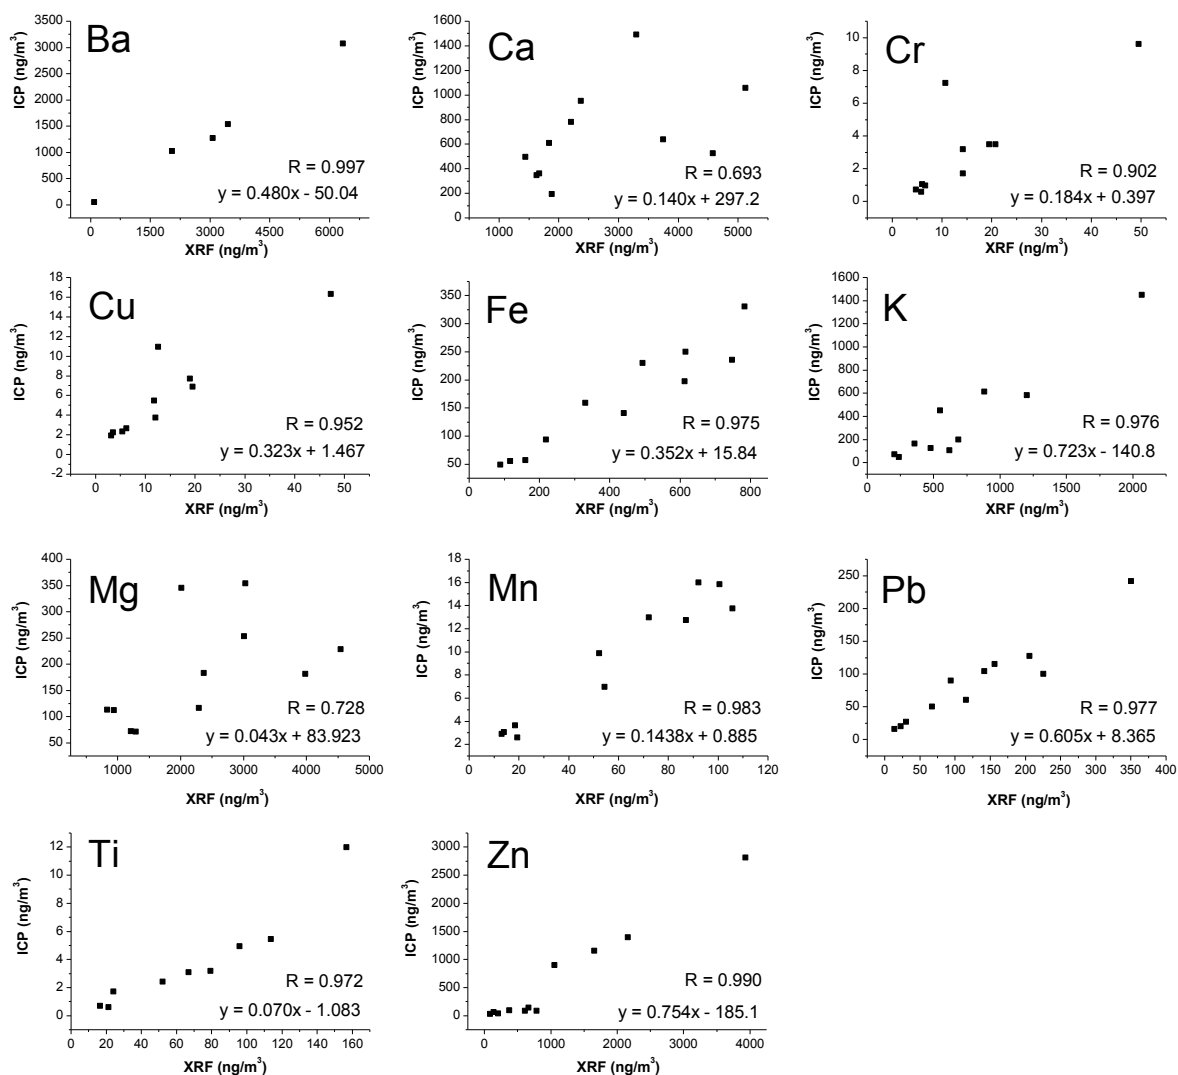 Ba
ICP (ng/m³)
3500
3000
2500
2000
1500
1000
500
0
R = 0.997
y = 0.480x - 50.04
0 1500 3000 4500 6000
XRF (ng/m³)
Ca
ICP (ng/m³)
1600
1400
1200
1000
800
600
400
200
0
R = 0.693
y = 0.140x + 297.2
1000 2000 3000 4000 5000
XRF (ng/m³)
Cr
ICP (ng/m³)
10
8
6
4
2
0
R = 0.902
y = 0.184x + 0.397
0 10 20 30 40 50
XRF (ng/m³)
Cu
ICP (ng/m³)
18
16
14
12
10
8
6
4
2
0
-2
R = 0.952
y = 0.323x + 1.467
0 10 20 30 40 50
XRF (ng/m³)
Fe
ICP (ng/m³)
350
300
250
200
150
100
50
R = 0.975
y = 0.352x + 15.84
0 200 400 600 800
XRF (ng/m³)
K
ICP (ng/m³)
1600
1400
1200
1000
800
600
400
200
0
R = 0.976
y = 0.723x - 140.8
0 500 1000 1500 2000
XRF (ng/m³)
Mg
ICP (ng/m³)
400
350
300
250
200
150
100
50
R = 0.728
y = 0.043x + 83.923
1000 2000 3000 4000 5000
XRF (ng/m³)
Mn
ICP (ng/m³)
18
16
14
12
10
8
6
4
2
R = 0.983
y = 0.1438x + 0.885
0 20 40 60 80 100 120
XRF (ng/m³)
Pb
ICP (ng/m³)
250
200
150
100
50
0
R = 0.977
y = 0.605x + 8.365
0 50 100 150 200 250 300 350 400
XRF (ng/m³)
Ti
ICP (ng/m³)
12
10
8
6
4
2
0
R = 0.972
y = 0.070x - 1.083
0 20 40 60 80 100 120 140 160
XRF (ng/m³)
Zn
ICP (ng/m³)
3000
2500
2000
1500
1000
500
0
R = 0.990
y = 0.754x - 185.1
0 1000 2000 3000 4000
XRF (ng/m³)